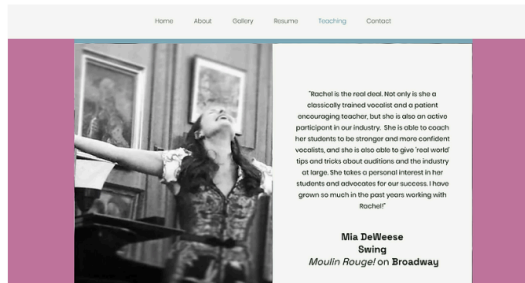 Home About Gallery Resume Teaching Contact
"Rachel is the real deal. Not only is she a
classically trained vocalist and a patient
encouraging teacher, but she is also an active
participant in our industry. She is able to coach
her students to be stronger and more confident
vocalists, and she is also able to give 'real world'
tips and tricks about auditions and the industry
at large. She takes a personal interest in her
students and advocates for our success. I have
grown so much in the past years working with
Rachel!"
Mia DeWeese
Swing
Moulin Rouge! on Broadway